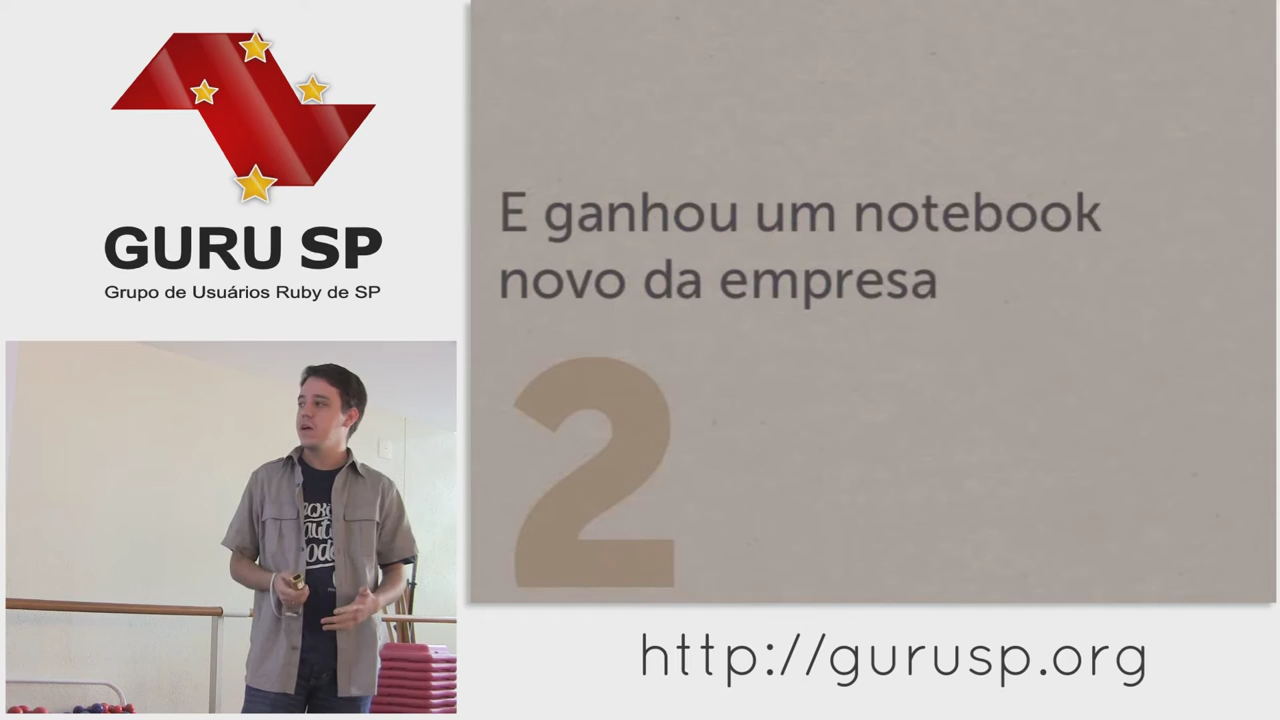 GURU SP
Grupo de Usuários Ruby de SP
E ganhou um notebook
novo da empresa
2
http://gurusp.org